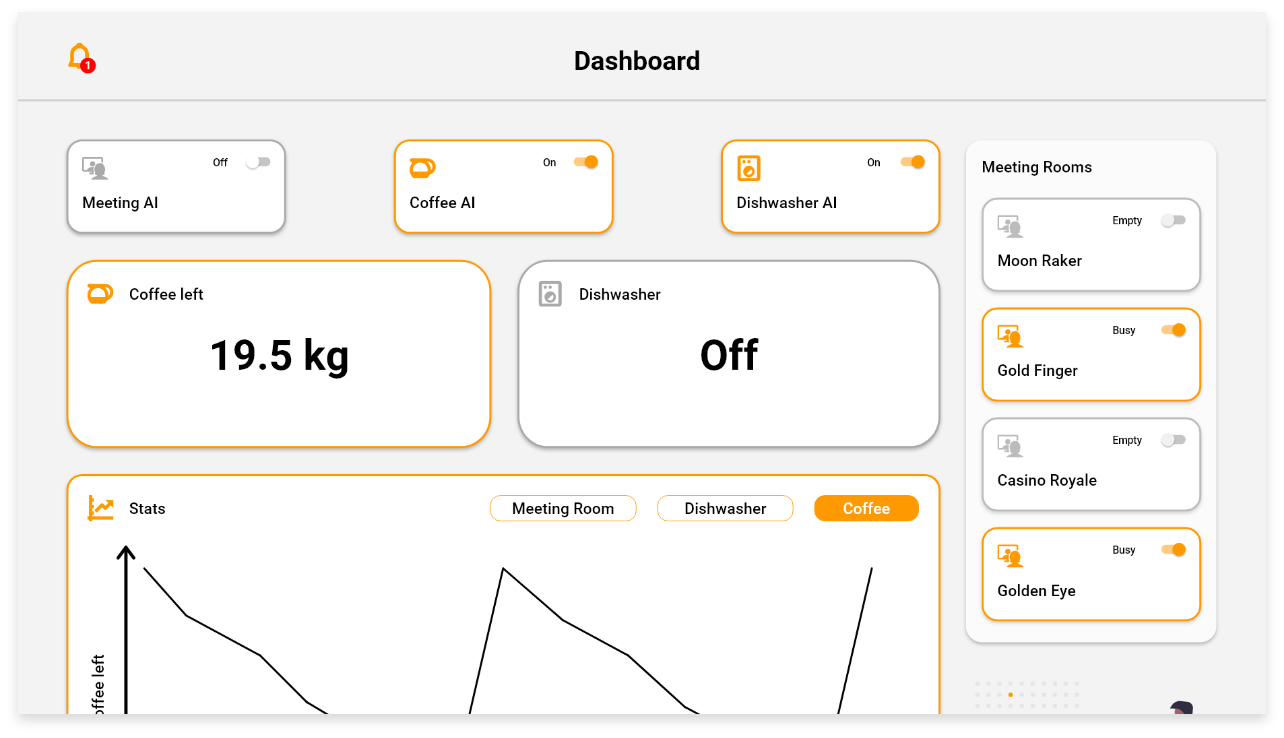 1
Dashboard
Off
Meeting AI
On
Coffee AI
On
Dishwasher AI
Coffee left
19.5 kg
Dishwasher
Off
Stats
Meeting Room
Dishwasher
Coffee
left
Meeting Rooms
Empty
Moon Raker
Busy
Gold Finger
Empty
Casino Royale
Busy
Golden Eye